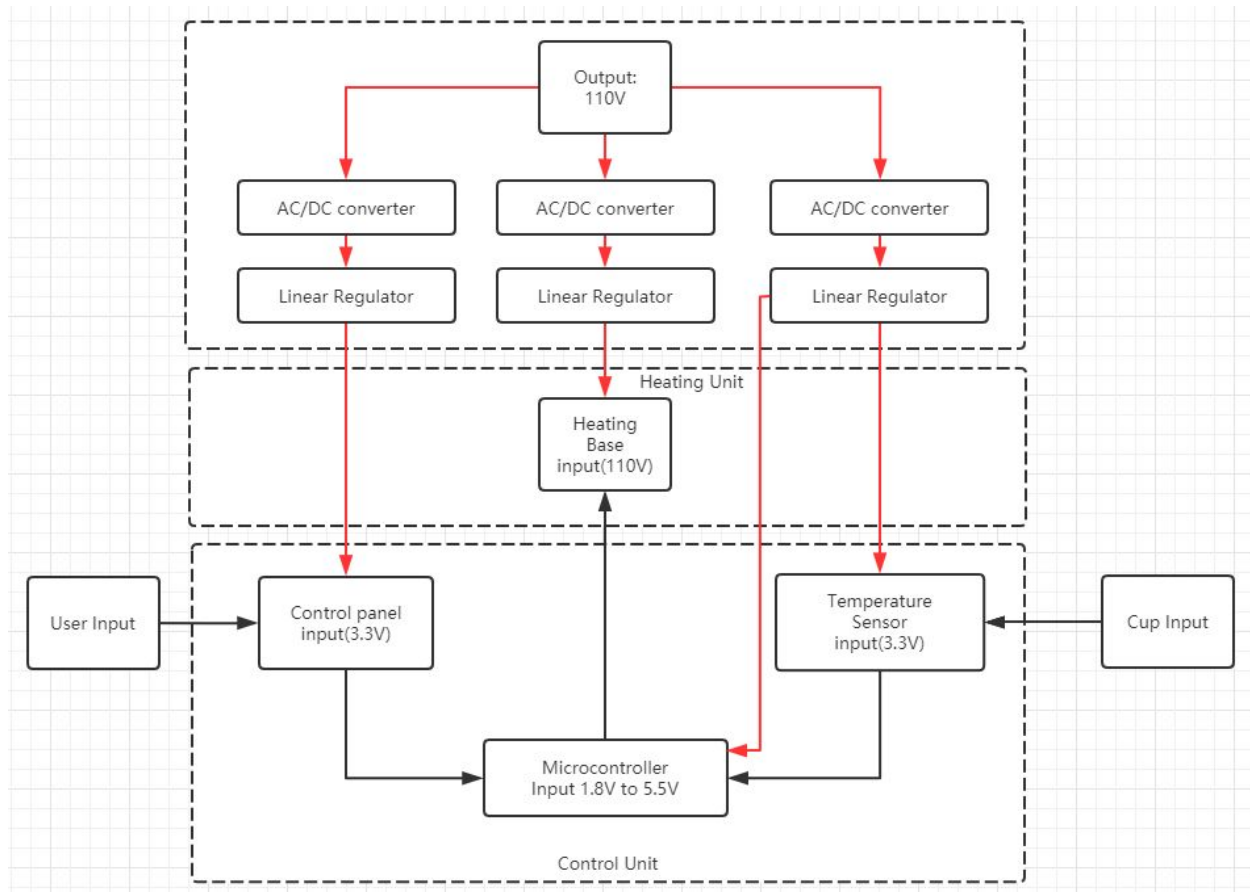 Output:
110V
AC/DC converter
AC/DC converter
AC/DC converter
Linear Regulator
Linear Regulator
Linear Regulator
Heating Unit
Heating
Base
input(110V)
User Input
Control panel
input(3.3V)
Temperature
Sensor
input(3.3V)
Cup Input
Microcontroller
Input 1.8V to 5.5V
Control Unit